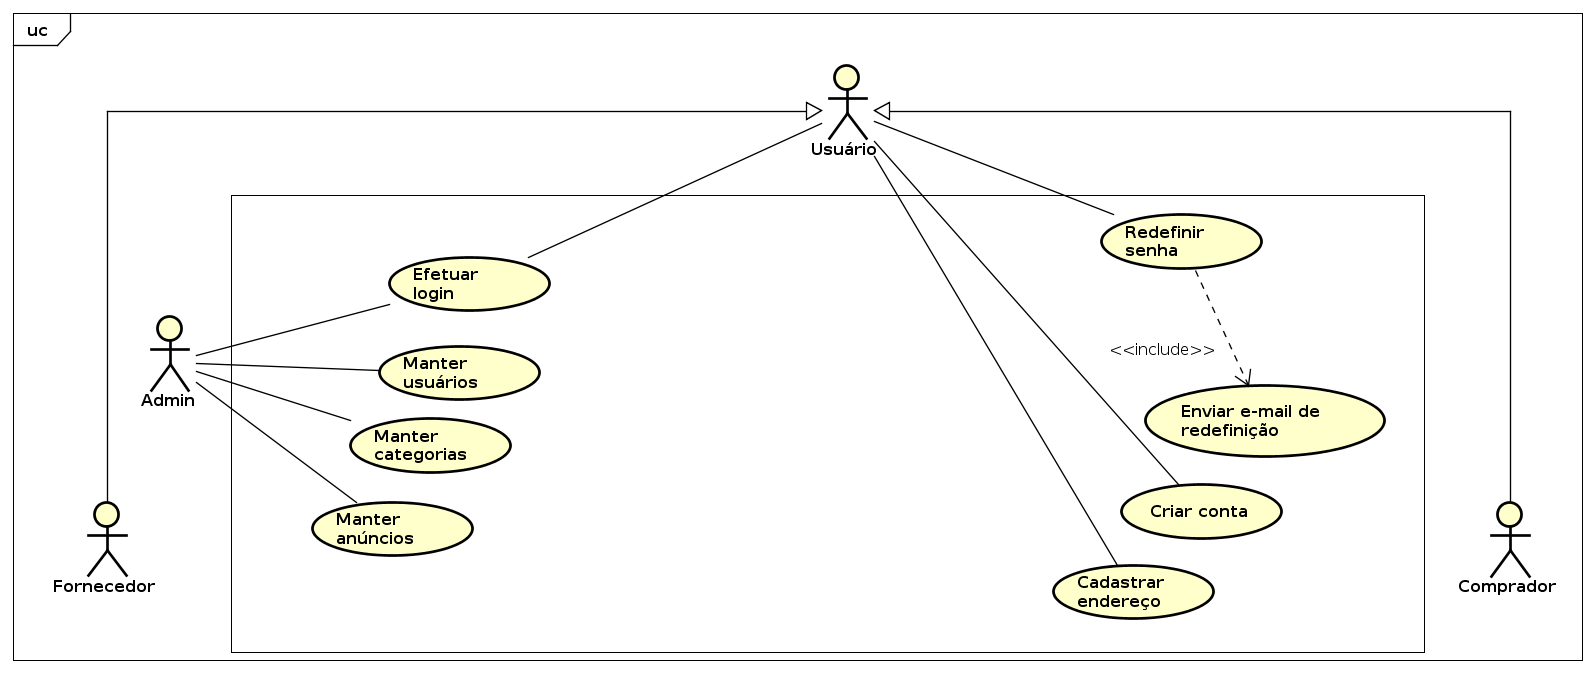 uc
Usuário
Redefinir
senha
Efetuar
login
<<include>>
Manter
usuários
Admin
Enviar e-mail de
redefinição
Manter
categorias
Manter
anúncios
Criar conta
Fornecedor
Comprador
Cadastrar
endereço